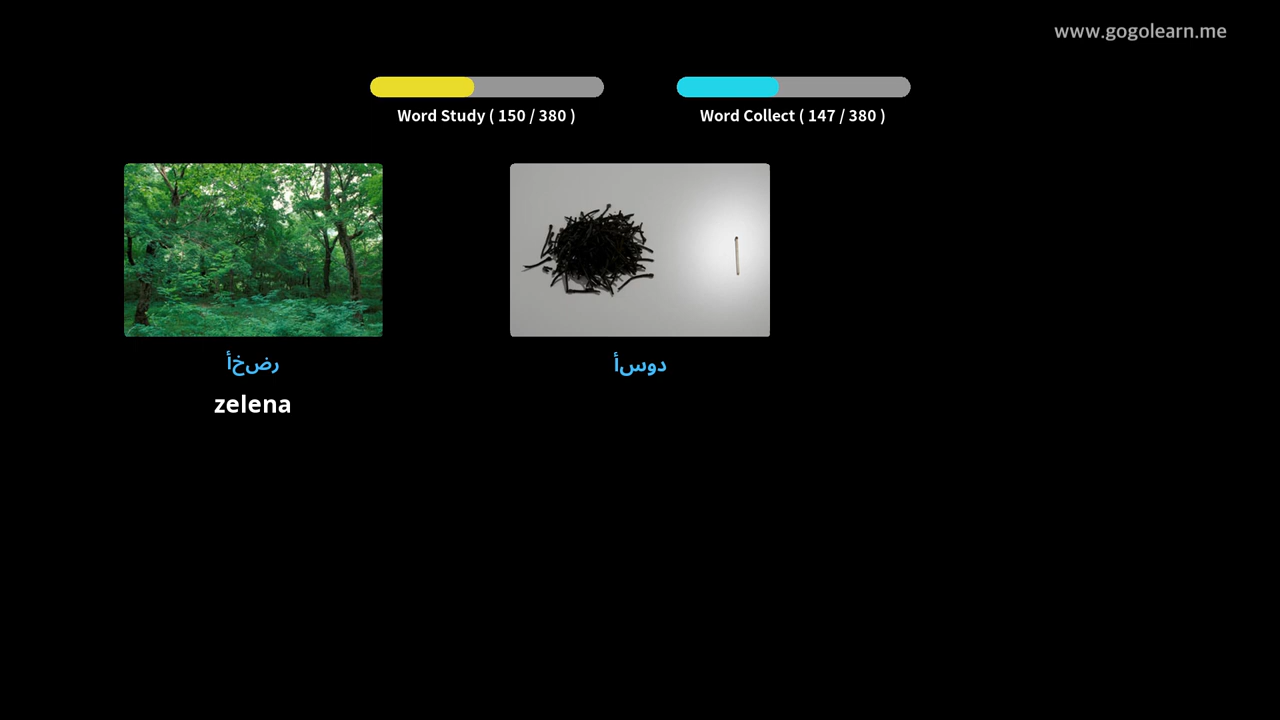 www.gogolearn.me
Word Study ( 150 / 380 )
Word Collect ( 147 / 380 )
رضخأ
دوسأ
zelena